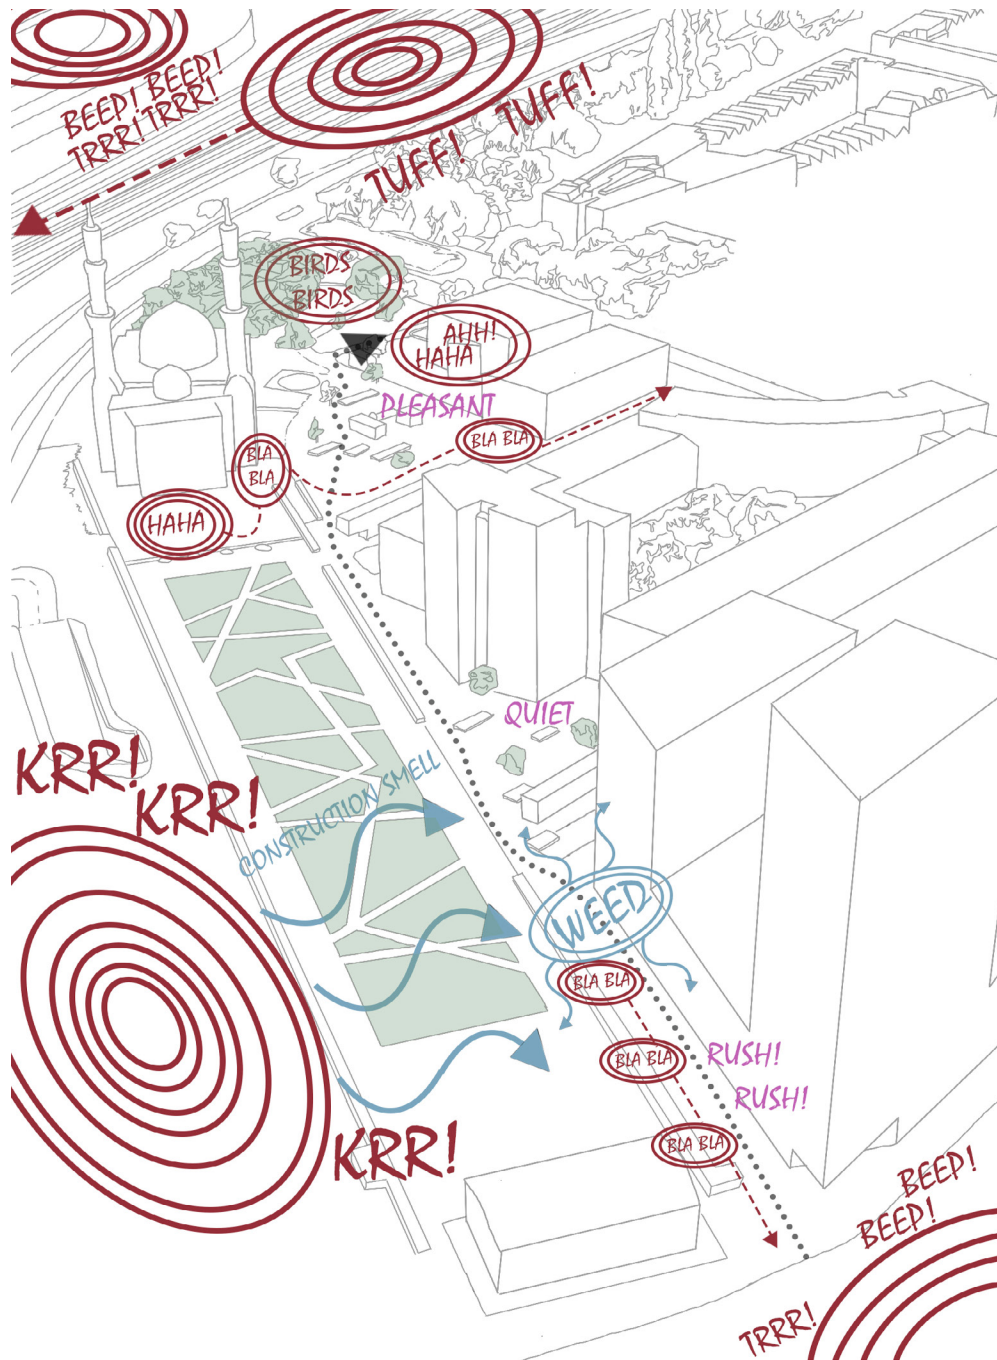 BEEP! BEEP!
TRRR! TRRR!
TUFF! TUFF!
BIRDS
BIRDS
AHH!
HAHA
PLEASANT
BLA BLA
BLA
BLA
HAHA
QUIET
KRR!
KRR!
CONSTRUCTION SMELL
WEED
BLA BLA
BLA BLA
RUSH!
RUSH!
BLA BLA
KRR!
BEEP!
BEEP!
TRRR!